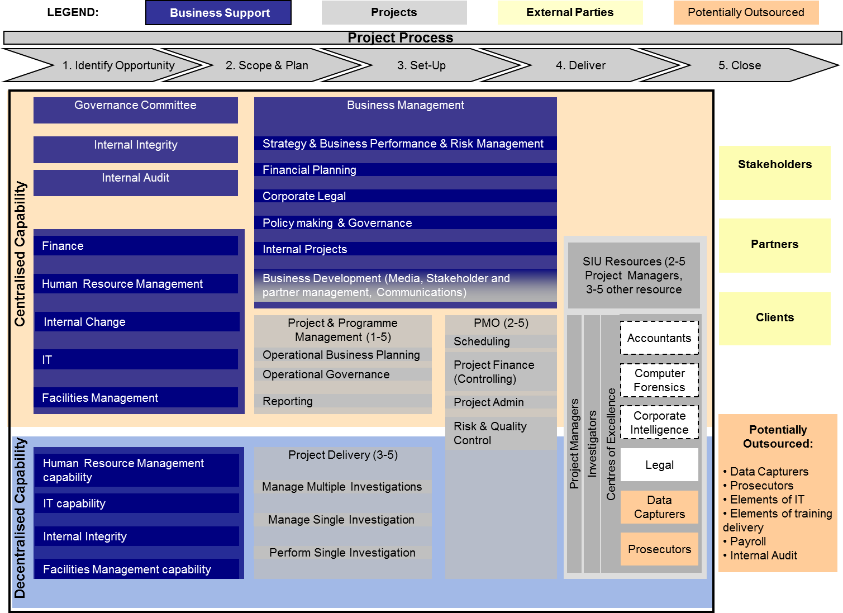 LEGEND:
Business Support
Projects
External Parties
Potentially Outsourced
Project Process
1. Identify Opportunity
2. Scope & Plan
3. Set-Up
4. Deliver
5. Close
Centralised Capability
Governance Committee
Internal Integrity
Internal Audit
Finance
Human Resource Management
Internal Change
IT
Facilities Management
Business Management
Strategy & Business Performance & Risk Management
Financial Planning
Corporate Legal
Policy making & Governance
Internal Projects
Business Development (Media, Stakeholder and
partner management, Communications)
Project & Programme
Management (1-5)
Operational Business Planning
Operational Governance
Reporting
PMO (2-5)
Scheduling
Project Finance
(Controlling)
Project Admin
Risk & Quality
Control
SIU Resources (2-5
Project Managers,
3-5 other resource
Project Managers
Investigators
Centres of Excellence
Accountants
Computer
Forensics
Corporate
Intelligence
Legal
Data
Capturers
Prosecutors
Decentralised Capability
Human Resource Management
capability
IT capability
Internal Integrity
Facilities Management capability
Project Delivery (3-5)
Manage Multiple Investigations
Manage Single Investigation
Perform Single Investigation
Stakeholders
Partners
Clients
Potentially
Outsourced:
• Data Capturers
• Prosecutors
• Elements of IT
• Elements of training
delivery
• Payroll
• Internal Audit